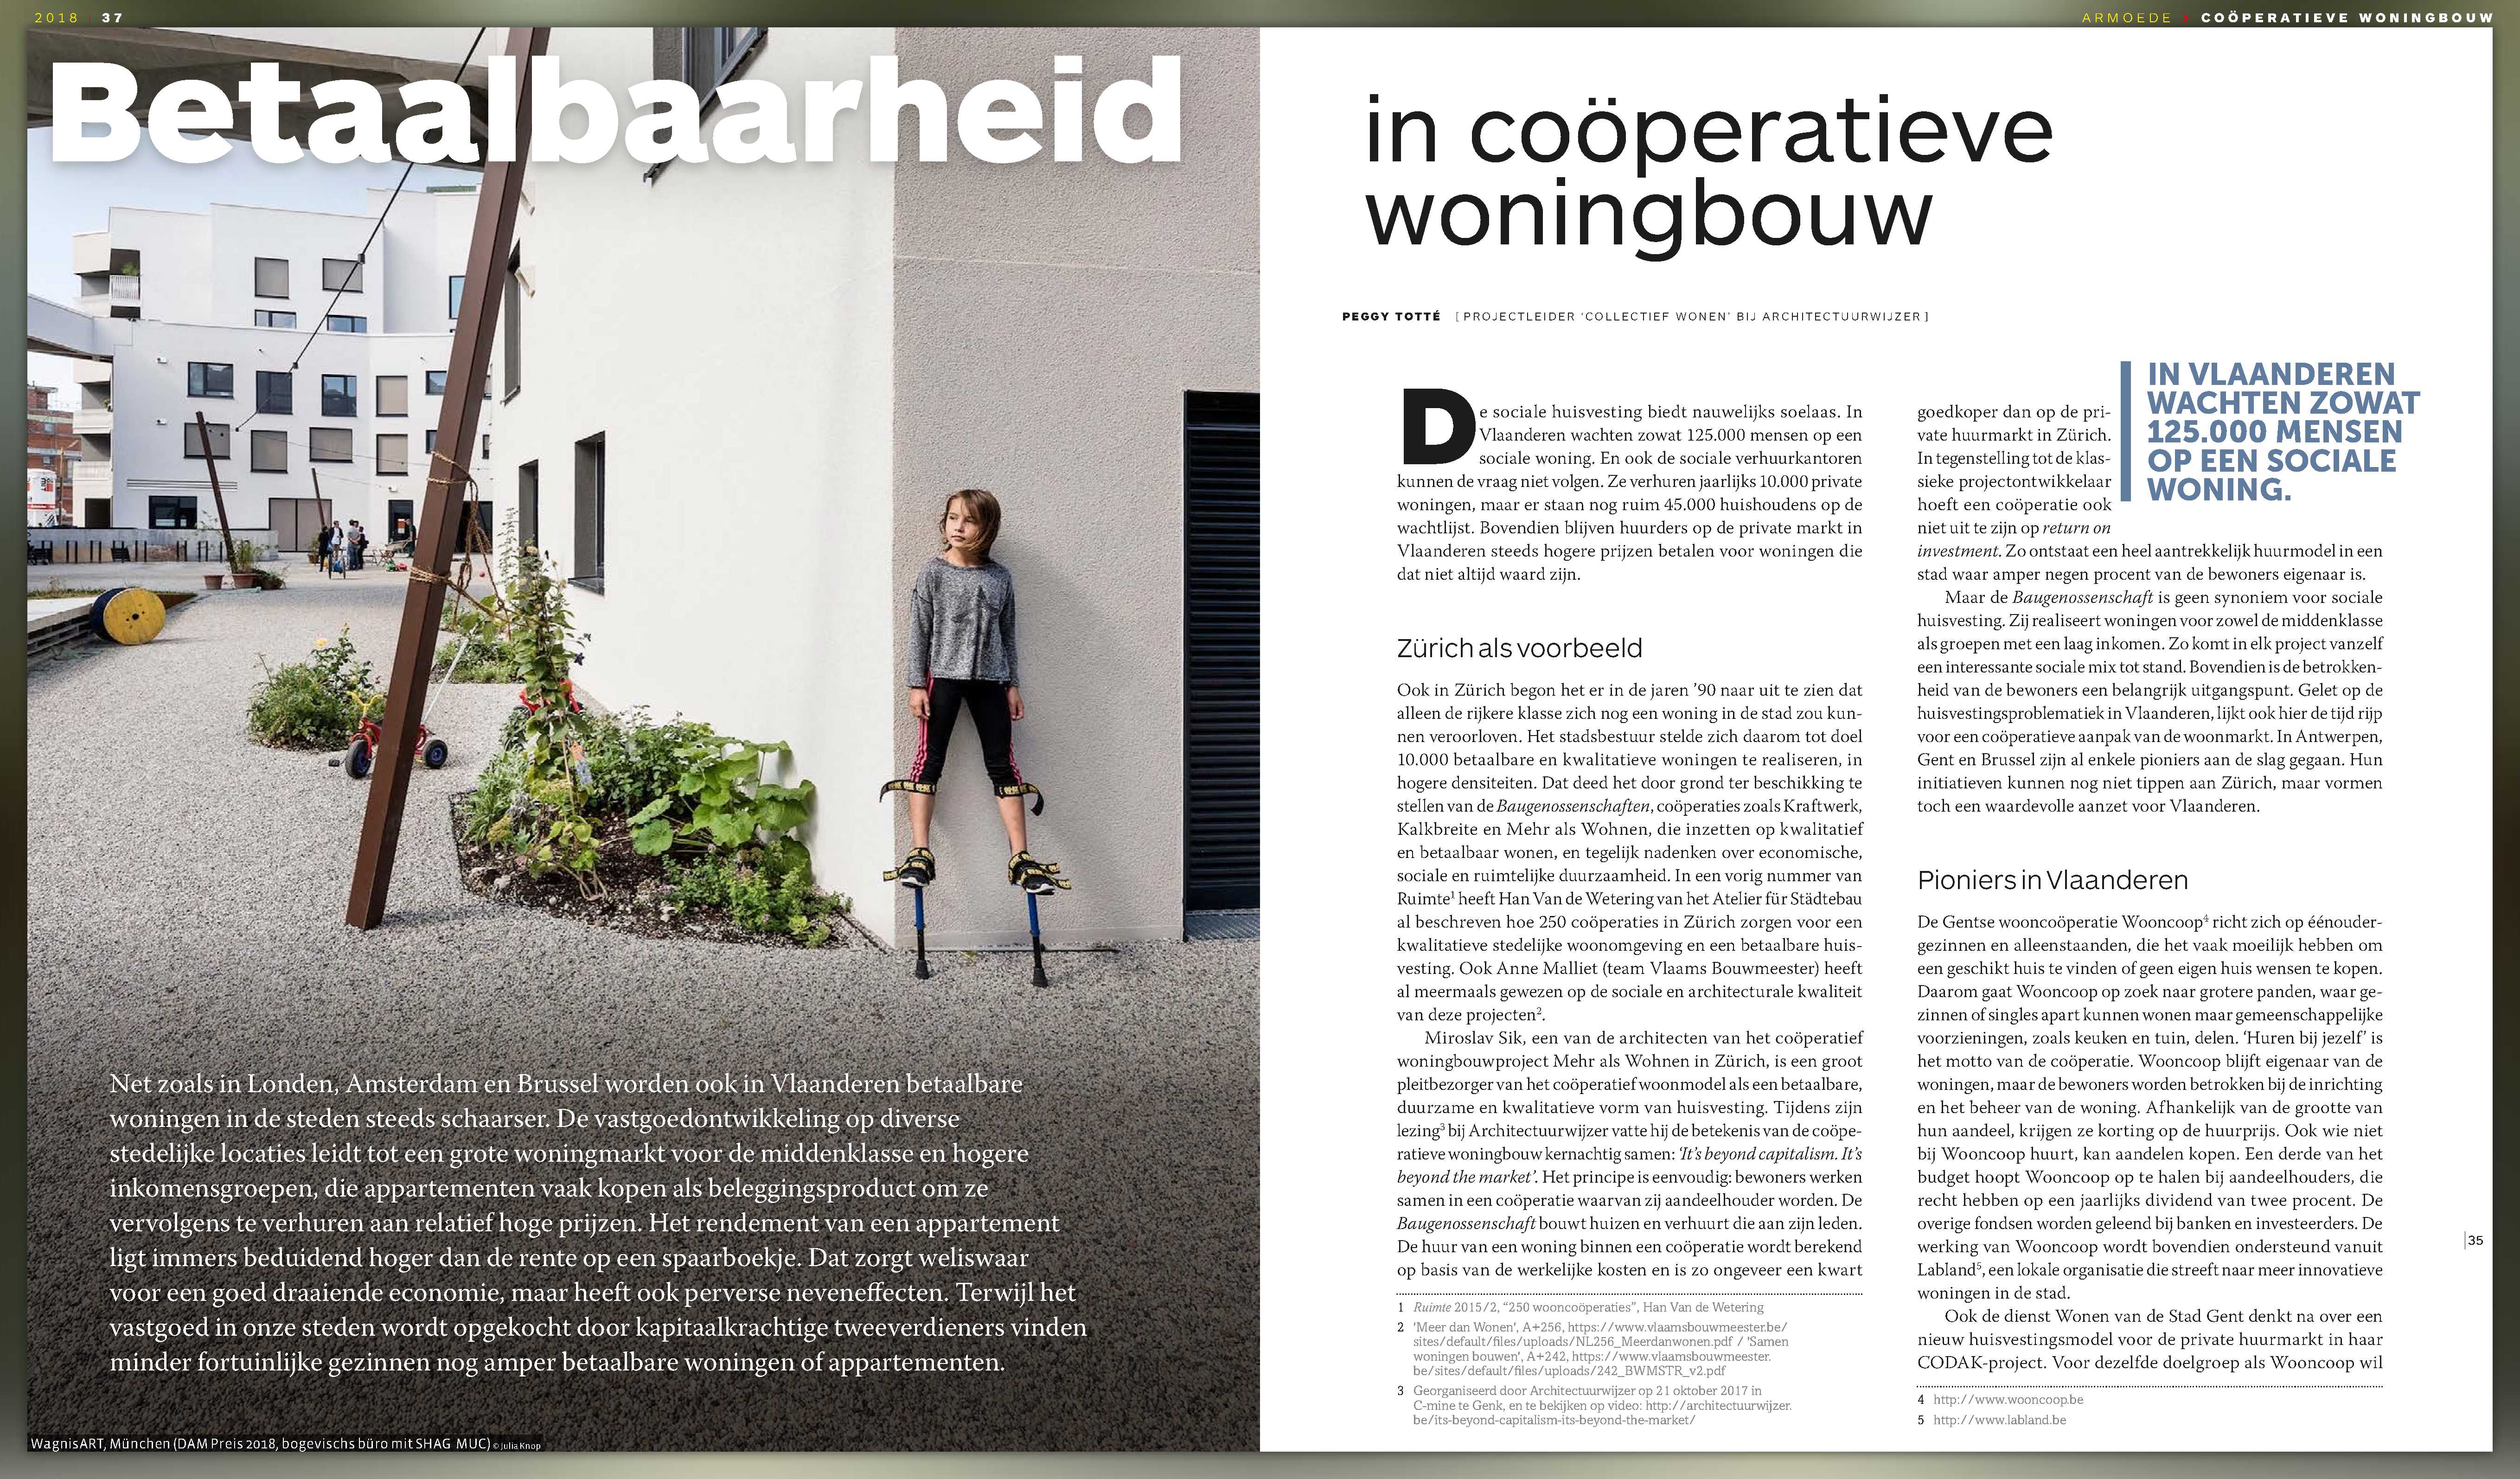 2018 37
ARMOEDE > COÖPERATIEVE WONINGBOUW
Betaalbaarheid
in coöperatieve
woningbouw
PEGGY TOTTÉ [ PROJECTLEIDER ‘COLLECTIEF WONEN’ BIJ ARCHITECTUURWIJZER ]
Net zoals in Londen, Amsterdam en Brussel worden ook in Vlaanderen betaalbare
woningen in de steden steeds schaarser. De vastgoedontwikkeling op diverse
stedelijke locaties leidt tot een grote woningmarkt voor de middenklasse en hogere
inkomensgroepen, die appartementen vaak kopen als beleggingsproduct om ze
vervolgens te verhuren aan relatief hoge prijzen. Het rendement van een appartement
ligt immers beduidend hoger dan de rente op een spaarboekje. Dat zorgt weliswaar
voor een goed draaiende economie, maar heeft ook perverse neveneffecten. Terwijl het
vastgoed in onze steden wordt opgekocht door kapitaalkrachtige tweeverdieners vinden
minder fortuinlijke gezinnen nog amper betaalbare woningen of appartementen.
WagnisART, München (DAM Preis 2018, bogevischs büro mit SHAG MUC) © Julia Knop
De sociale huisvesting biedt nauwelijks soelaas. In
Vlaanderen wachten zowat 125.000 mensen op een
sociale woning. En ook de sociale verhuurkantoren
kunnen de vraag niet volgen. Ze verhuren jaarlijks 10.000 private
woningen, maar er staan nog ruim 45.000 huishoudens op de
wachtlijst. Bovendien blijven huurders op de private markt in
Vlaanderen steeds hogere prijzen betalen voor woningen die
dat niet altijd waard zijn.
Zürich als voorbeeld
Ook in Zürich begon het er in de jaren ’90 naar uit te zien dat
alleen de rijkere klasse zich nog een woning in de stad zou kun-
nen veroorloven. Het stadsbestuur stelde zich daarom tot doel
10.000 betaalbare en kwalitatieve woningen te realiseren, in
hogere densiteiten. Dat deed het door grond ter beschikking te
stellen van de Baugenossenschaften, coöperaties zoals Kraftwerk,
Kalkbreite en Mehr als Wohnen, die inzetten op kwalitatief
en betaalbaar wonen, en tegelijk nadenken over economische,
sociale en ruimtelijke duurzaamheid. In een vorig nummer van
Ruimte¹ heeft Han Van de Wetering van het Atelier für Städtebau
al beschreven hoe 250 coöperaties in Zürich zorgen voor een
kwalitatieve stedelijke woonomgeving en een betaalbare huis-
vesting. Ook Anne Malliet (team Vlaams Bouwmeester) heeft
al meermaals gewezen op de sociale en architecturale kwaliteit
van deze projecten².
Miroslav Sik, een van de architecten van het coöperatief
woningbouwproject Mehr als Wohnen in Zürich, is een groot
pleitbezorger van het coöperatief woonmodel als een betaalbare,
duurzame en kwalitatieve vorm van huisvesting. Tijdens zijn
lezing³ bij Architectuurwijzer vatte hij de betekenis van de coöpe-
ratieve woningbouw kernachtig samen: ‘It’s beyond capitalism. It’s
beyond the market’. Het principe is eenvoudig: bewoners werken
samen in een coöperatie waarvan zij aandeelhouder worden. De
Baugenossenschaft bouwt huizen en verhuurt die aan zijn leden.
De huur van een woning binnen een coöperatie wordt berekend
op basis van de werkelijke kosten en is zo ongeveer een kwart
1 Ruimte 2015/2, “250 wooncoöperaties”, Han Van de Wetering
2 'Meer dan Wonen', A+256, https://www.vlaamsbouwmeester.be/
sites/default/files/uploads/NL256_Meerdanwonen.pdf / 'Samen
woningen bouwen', A+242, https://www.vlaamsbouwmeester.
be/sites/default/files/uploads/242_BWMSTR_v2.pdf
3 Georganiseerd door Architectuurwijzer op 21 oktober 2017 in
C-mine te Genk, en te bekijken op video: http://architectuurwijzer.
be/its-beyond-capitalism-its-beyond-the-market/
goedkoper dan op de pri-
vate huurmarkt in Zürich.
In tegenstelling tot de klas-
sieke projectontwikkelaar
hoeft een coöperatie ook
niet uit te zijn op return on
investment. Zo ontstaat een heel aantrekkelijk huurmodel in een
stad waar amper negen procent van de bewoners eigenaar is.
IN VLAANDEREN
WACHTEN ZOWAT
125.000 MENSEN
OP EEN SOCIALE
WONING.
Maar de Baugenossenschaft is geen synoniem voor sociale
huisvesting. Zij realiseert woningen voor zowel de middenklasse
als groepen met een laag inkomen. Zo komt in elk project vanzelf
een interessante sociale mix tot stand. Bovendien is de betrokken-
heid van de bewoners een belangrijk uitgangspunt. Gelet op de
huisvestingsproblematiek in Vlaanderen, lijkt ook hier de tijd rijp
voor een coöperatieve aanpak van de woonmarkt. In Antwerpen,
Gent en Brussel zijn al enkele pioniers aan de slag gegaan. Hun
initiatieven kunnen nog niet tippen aan Zürich, maar vormen
toch een waardevolle aanzet voor Vlaanderen.
Pioniers in Vlaanderen
De Gentse wooncoöperatie Wooncoop⁴ richt zich op éénouder-
gezinnen en alleenstaanden, die het vaak moeilijk hebben om
een geschikt huis te vinden of geen eigen huis wensen te kopen.
Daarom gaat Wooncoop op zoek naar grotere panden, waar ge-
zinnen of singles apart kunnen wonen maar gemeenschappelijke
voorzieningen, zoals keuken en tuin, delen. ‘Huren bij jezelf’ is
het motto van de coöperatie. Wooncoop blijft eigenaar van de
woningen, maar de bewoners worden betrokken bij de inrichting
en het beheer van de woning. Afhankelijk van de grootte van
hun aandeel, krijgen ze korting op de huurprijs. Ook wie niet
bij Wooncoop huurt, kan aandelen kopen. Een derde van het
budget hoopt Wooncoop op te halen bij aandeelhouders, die
recht hebben op een jaarlijks dividend van twee procent. De
overige fondsen worden geleend bij banken en investeerders. De
werking van Wooncoop wordt bovendien ondersteund vanuit
Labland⁵, een lokale organisatie die streeft naar meer innovatieve
woningen in de stad.
Ook de dienst Wonen van de Stad Gent denkt na over een
nieuw huisvestingsmodel voor de private huurmarkt in haar
CODAK-project. Voor dezelfde doelgroep als Wooncoop wil
4 http://www.wooncoop.be
5 http://www.labland.be
|35